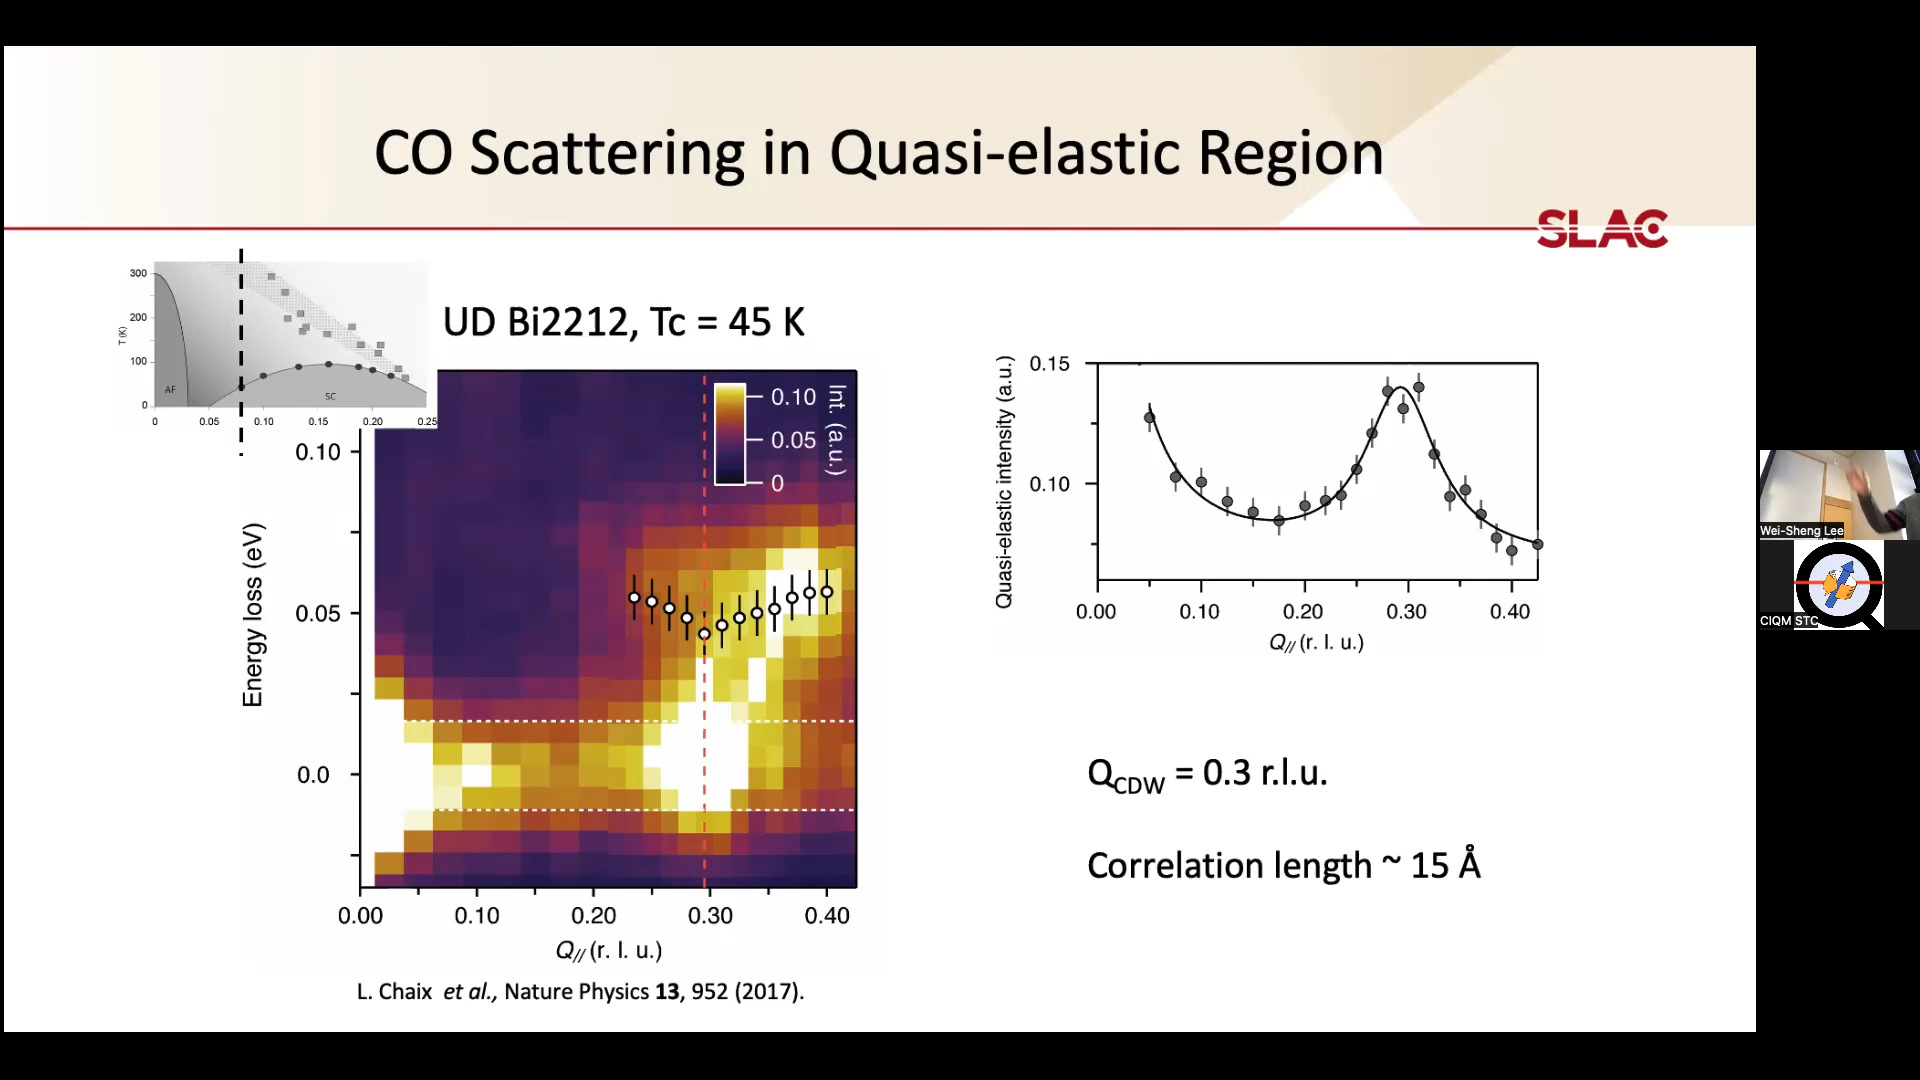 CO Scattering in Quasi-elastic Region
SLAC
UD Bi2212, Tc = 45 K
T (K)
300
200
100
0
AF
SC
0 0.05 0.10 0.15 0.20 0.25
Energy loss (eV)
0.10
0.05
0.0
0.10
0.05
0
Int. (a.u.)
0.00 0.10 0.20 0.30 0.40
Q// (r. l. u.)
L. Chaix et al., Nature Physics 13, 952 (2017).
Quasi-elastic intensity (a.u.)
0.15
0.10
0.00 0.10 0.20 0.30 0.40
Q// (r. l. u.)
QCDW = 0.3 r.l.u.
Correlation length ~ 15 Å
Wei-Sheng Lee
CIQM STC